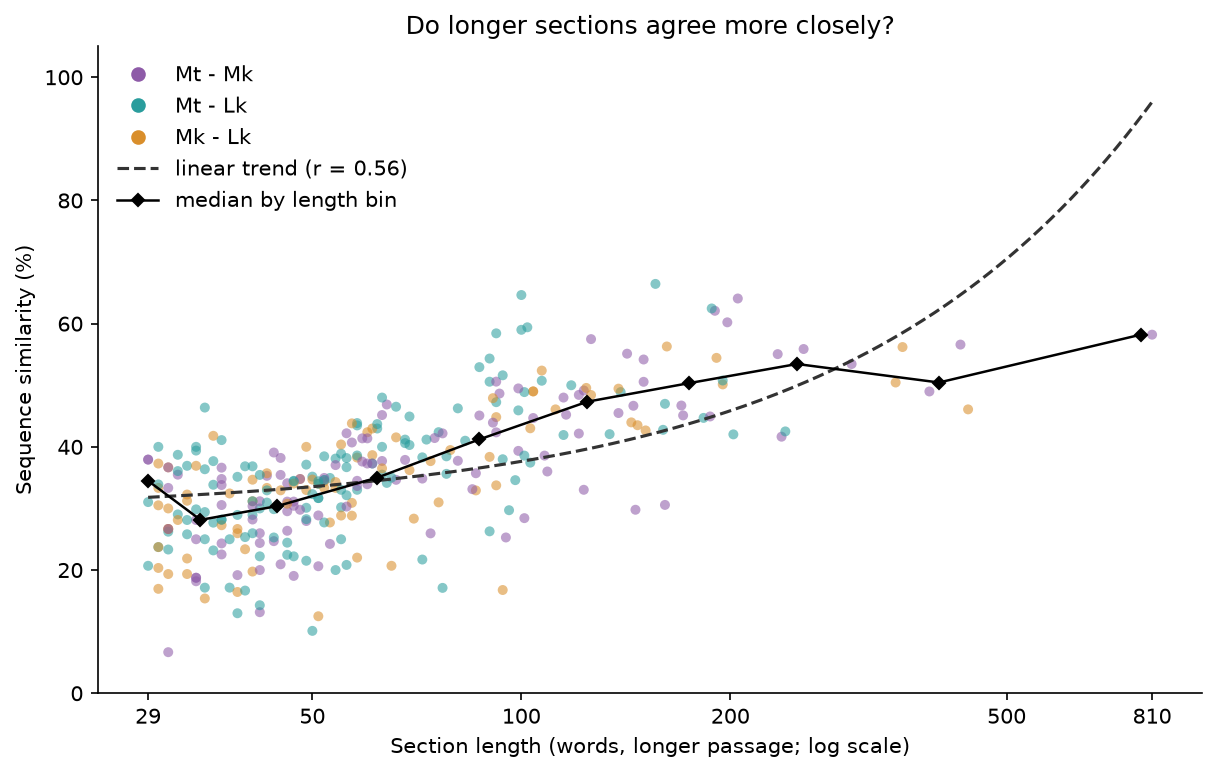 Do longer sections agree more closely?
Mt - Mk
Mt - Lk
Mk - Lk
linear trend (r = 0.56)
median by length bin
100
80
60
40
20
0
Sequence similarity (%)
29 50 100 200 500 810
Section length (words, longer passage; log scale)